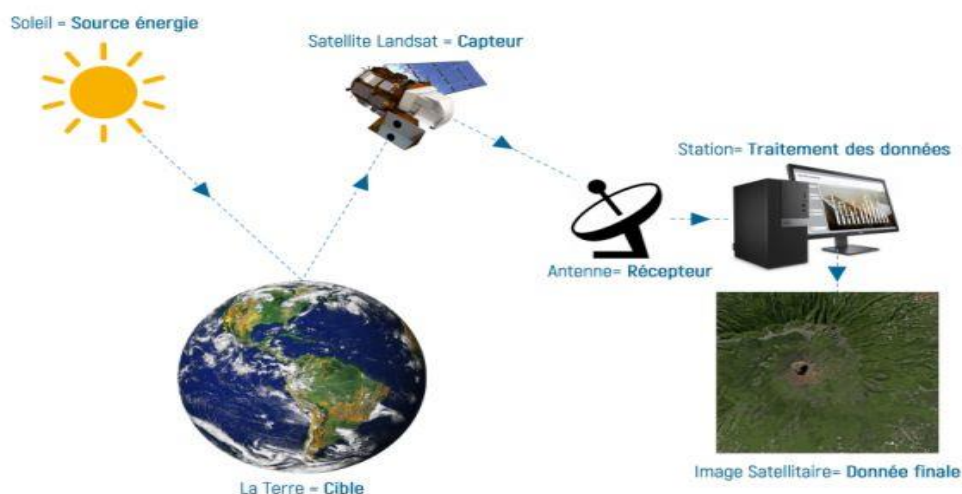 Soleil = Source énergie
Satellite Landsat = Capteur
Station= Traitement des données
Antenne= Récepteur
Image Satellitaire= Donnée finale
La Terre = Cible